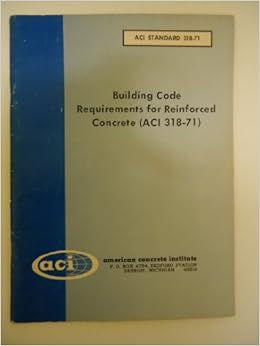 ACI STANDARD 318-71
Building Code
Requirements for Reinforced
Concrete (ACI 318-71)
aci
american concrete institute
P. O. BOX 4754, REDFORD STATION
DETROIT, MICHIGAN 48219